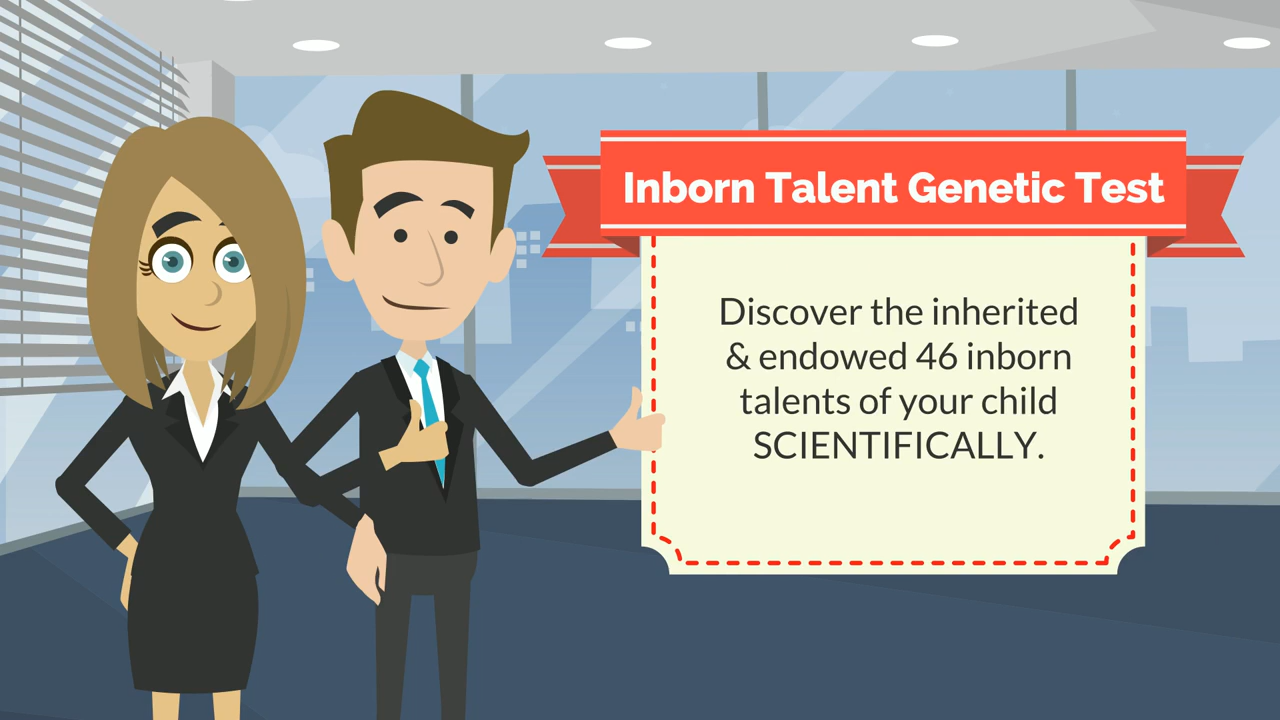 Inborn Talent Genetic Test
Discover the inherited
& endowed 46 inborn
talents of your child
SCIENTIFICALLY.